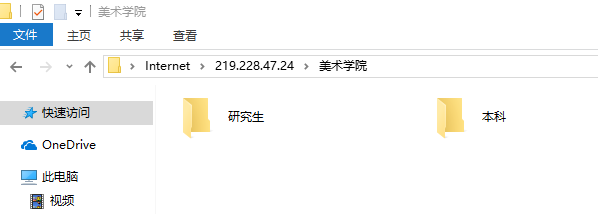 美术学院
文件 主页 共享 查看
Internet 219.228.47.24 美术学院
快速访问
研究生 本科
OneDrive
此电脑
视频